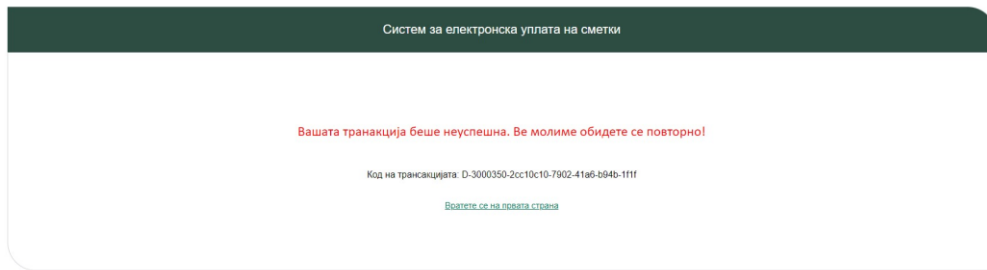 Систем за електронска уплата на сметки
Вашата транакција беше неуспешна. Ве молиме обидете се повторно!
Код на трансакцијата: D-3000350-2cc10c10-7902-41a6-b94b-1f1f
Вратете се на првата страна